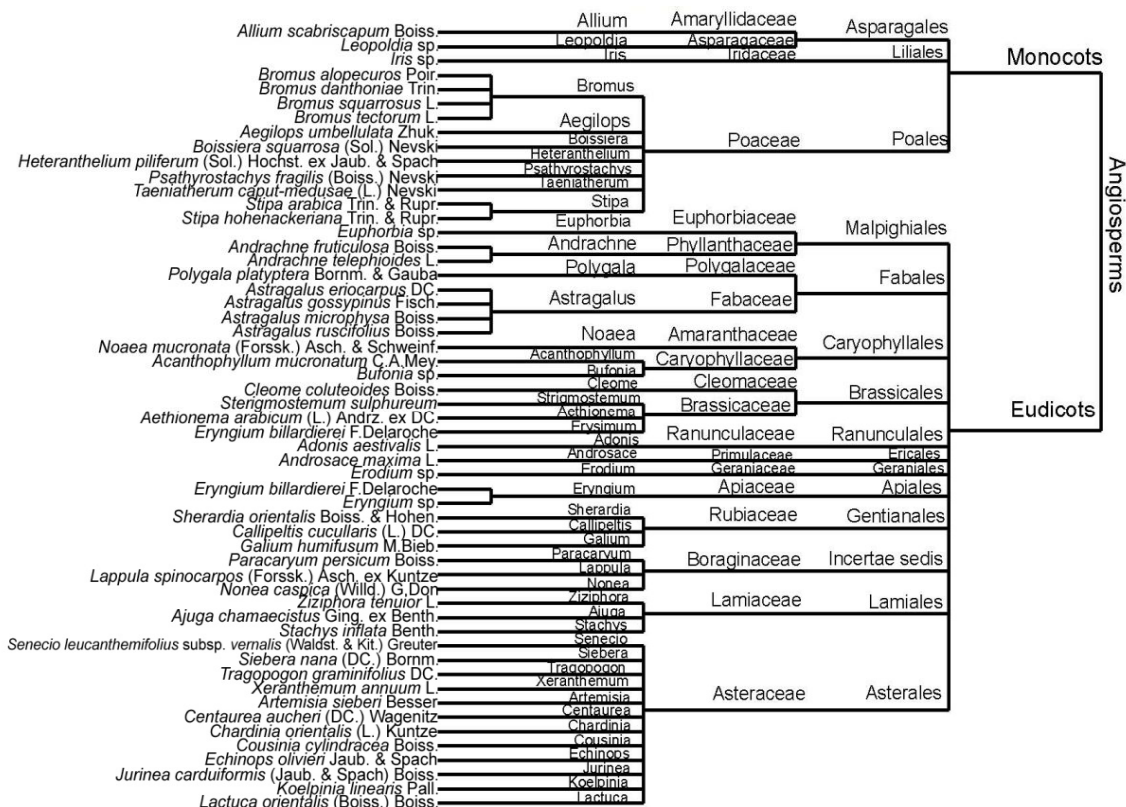 Allium scabriscapum Boiss. Allium Amaryllidaceae Asparagales
Leopoldia sp. Leopoldia Asparagaceae
Iris sp. Iris Iridaceae Liliales
Monocots
Bromus alopecuros Poir.
Bromus danthoniae Trin. Bromus
Bromus squarrosus L.
Bromus tectorum L.
Aegilops umbellulata Zhuk. Aegilops
Boissiera squarrosa (Sol.) Nevski Boissiera
Heteranthelium piliferum (Sol.) Hochst. ex Jaub. & Spach Heteranthelium Poaceae Poales
Psathyrostachys fragilis (Boiss.) Nevski Psathyrostachys
Taeniatherum caput-medusae (L.) Nevski Taeniatherum
Stipa arabica Trin. & Rupr. Stipa
Stipa hohenackeriana Trin. & Rupr.
Angiosperms
Euphorbia sp. Euphorbia Euphorbiaceae Malpighiales
Andrachne fruticulosa Boiss. Andrachne Phyllanthaceae
Andrachne telephioides L.
Polygala platyptera Bornm. & Gauba Polygala Polygalaceae Fabales
Astragalus eriocarpus DC.
Astragalus gossypinus Fisch. Astragalus Fabaceae
Astragalus microphysa Boiss.
Astragalus ruscifolius Boiss.
Noaea mucronata (Forssk.) Asch. & Schweinf. Noaea Amaranthaceae Caryophyllales
Acanthophyllum mucronatum C.A.Mey. Acanthophyllum Caryophyllaceae
Bufonia sp. Bufonia
Cleome coluteoides Boiss. Cleome Cleomaceae Brassicales
Sterigmostemum sulphureum Strigmostemum Brassicaceae
Aethionema arabicum (L.) Andrz. ex DC. Aethionema
Eudicots
Eryngium billardierei F.Delaroche Erysimum
Adonis aestivalis L. Adonis Ranunculaceae Ranunculales
Androsace maxima L. Androsace Primulaceae Ericales
Erodium sp. Erodium Geraniaceae Geraniales
Eryngium billardierei F.Delaroche Eryngium Apiaceae Apiales
Eryngium sp.
Sherardia orientalis Boiss. & Hohen. Sherardia Rubiaceae Gentianales
Callipeltis cucullaris (L.) DC. Callipeltis
Galium humifusum M.Bieb. Galium
Paracaryum persicum Boiss. Paracaryum Boraginaceae Incertae sedis
Lappula spinocarpos (Forssk.) Asch. ex Kuntze Lappula
Nonea caspica (Willd.) G,Don Nonea
Ziziphora tenuior L. Ziziphora Lamiaceae Lamiales
Ajuga chamaecistus Ging. ex Benth. Ajuga
Stachys inflata Benth. Stachys
Senecio leucanthemifolius subsp. vernalis (Waldst. & Kit.) Greuter Senecio
Siebera nana (DC.) Bornm. Siebera
Tragopogon graminifolius DC. Tragopogon
Xeranthemum annuum L. Xeranthemum
Artemisia sieberi Besser Artemisia Asteraceae Asterales
Centaurea aucheri (DC.) Wagenitz Centaurea
Chardinia orientalis (L.) Kuntze Chardinia
Cousinia cylindracea Boiss. Cousinia
Echinops olivieri Jaub. & Spach Echinops
Jurinea carduiformis (Jaub. & Spach) Boiss. Jurinea
Koelpinia linearis Pall. Koelpinia
Lactuca orientalis (Boiss.) Boiss. Lactuca